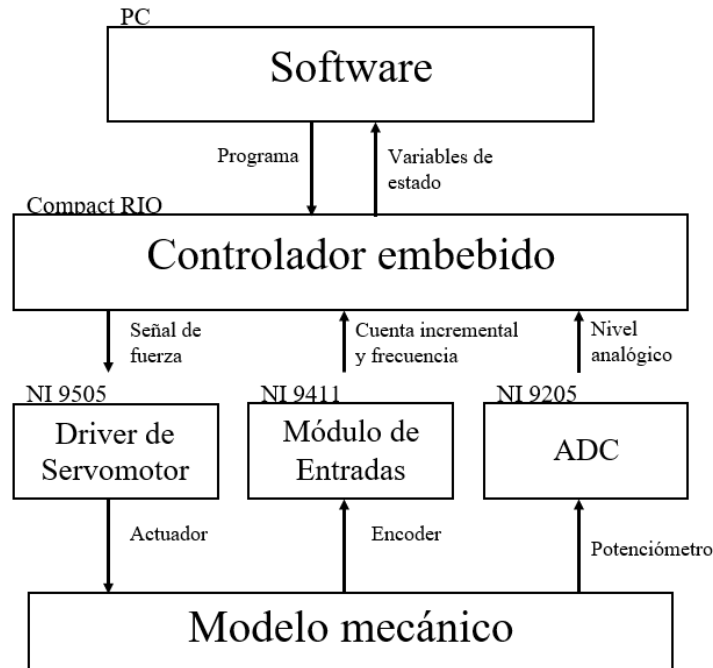 PC
Software
Programa
Variables de
estado
Compact RIO
Controlador embebido
Señal de
fuerza
Cuenta incremental
y frecuencia
Nivel
analógico
NI 9505
NI 9411
NI 9205
Driver de
Servomotor
Módulo de
Entradas
ADC
Actuador
Encoder
Potenciómetro
Modelo mecánico